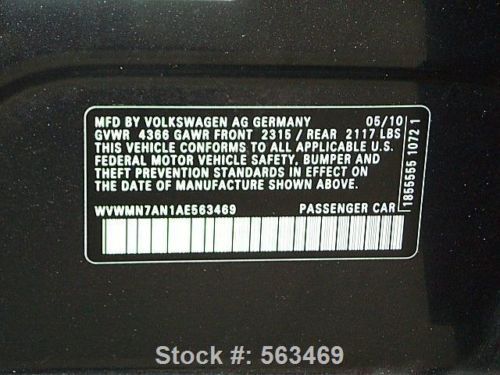 MFD BY VOLKSWAGEN AG GERMANY 05/10
GVWR 4366 GAWR FRONT 2315 / REAR 2117 LBS
THIS VEHICLE CONFORMS TO ALL APPLICABLE U.S.
FEDERAL MOTOR VEHICLE SAFETY, BUMPER AND
THEFT PREVENTION STANDARDS IN EFFECT ON
THE DATE OF MANUFACTURE SHOWN ABOVE.
WVWMN7AN1AE563469 PASSENGER CAR
1855555 1072 1
Stock #: 563469